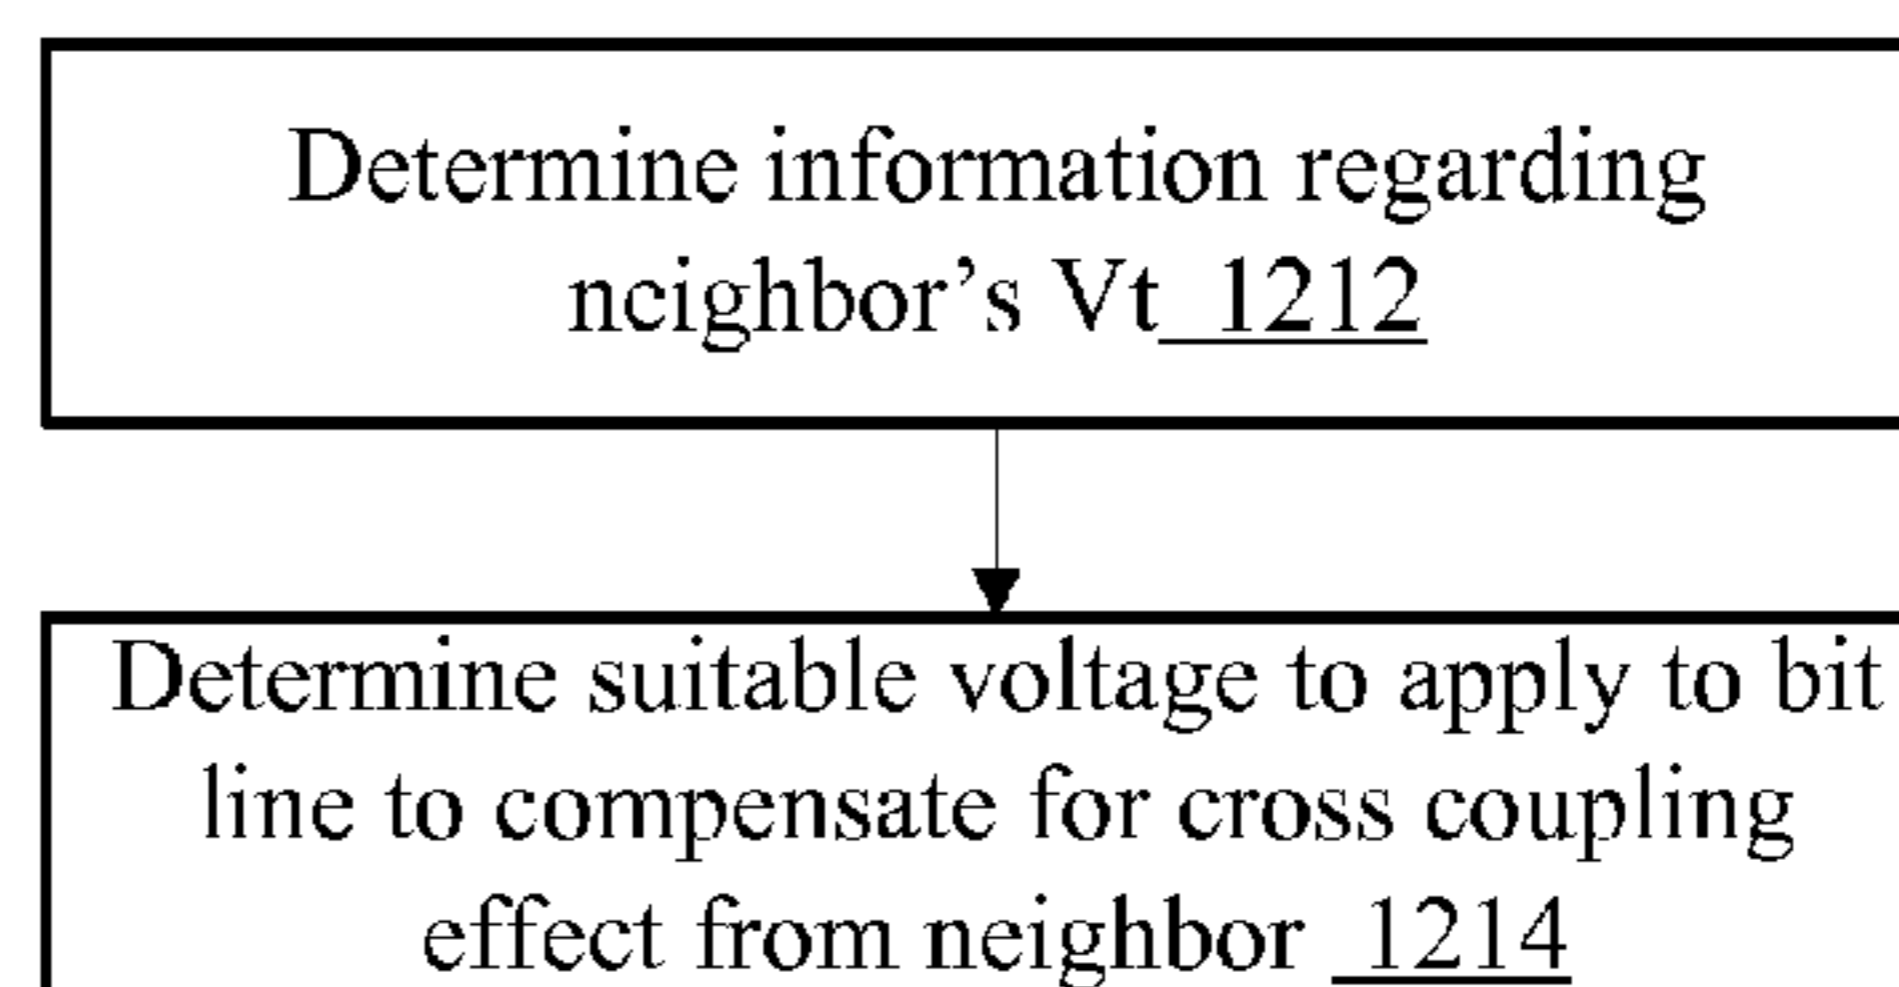 Determine information regarding
neighbor’s Vt 1212
Determine suitable voltage to apply to bit
line to compensate for cross coupling
effect from neighbor 1214